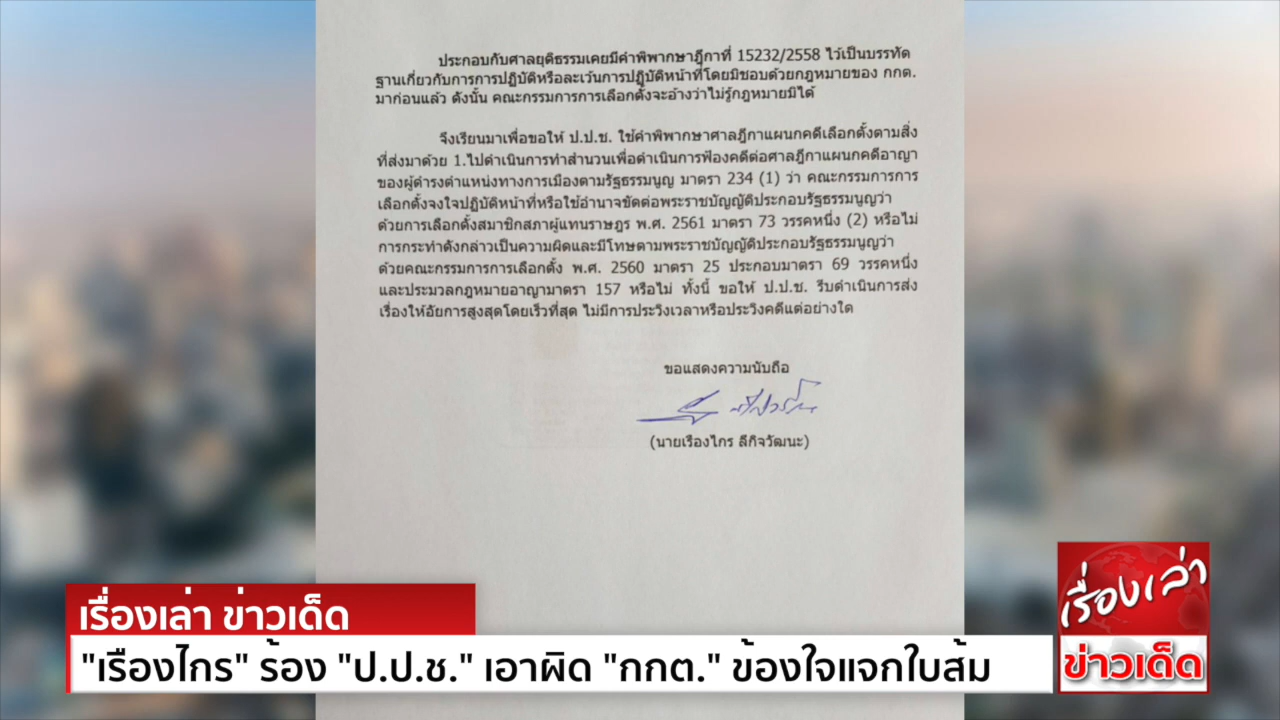 ประกอบกับศาลยุติธรรมเคยมีคำพิพากษาฎีกาที่ 15232/2558 ไว้เป็นบรรทัด
ฐานเกี่ยวกับการการปฏิบัติหรือละเว้นการปฏิบัติหน้าที่โดยมิชอบด้วยกฎหมายของ กกต.
มาก่อนแล้ว ดังนั้น คณะกรรมการการเลือกตั้งจะอ้างว่าไม่รู้กฎหมายมิได้
จึงเรียนมาเพื่อขอให้ ป.ป.ช. ใช้คำพิพากษาศาลฎีกาแผนกคดีเลือกตั้งตามสิ่ง
ที่ส่งมาด้วย 1.ไปดำเนินการทำสำนวนเพื่อดำเนินการฟ้องคดีต่อศาลฎีกาแผนกคดีอาญา
ของผู้ดำรงตำแหน่งทางการเมืองตามรัฐธรรมนูญ มาตรา 234 (1) ว่า คณะกรรมการการ
เลือกตั้งจงใจปฏิบัติหน้าที่หรือใช้อำนาจขัดต่อพระราชบัญญัติประกอบรัฐธรรมนูญว่า
ด้วยการเลือกตั้งสมาชิกสภาผู้แทนราษฎร พ.ศ. 2561 มาตรา 73 วรรคหนึ่ง (2) หรือไม่
การกระทำดังกล่าวเป็นความผิดและมีโทษตามพระราชบัญญัติประกอบรัฐธรรมนูญว่า
ด้วยคณะกรรมการการเลือกตั้ง พ.ศ. 2560 มาตรา 25 ประกอบมาตรา 69 วรรคหนึ่ง
และประมวลกฎหมายอาญามาตรา 157 หรือไม่ ทั้งนี้ ขอให้ ป.ป.ช. รีบดำเนินการส่ง
เรื่องให้อัยการสูงสุดโดยเร็วที่สุด ไม่มีการประวิงเวลาหรือประวิงคดีแต่อย่างใด
ขอแสดงความนับถือ
(นายเรืองไกร ลีกิจวัฒนะ)
เรื่องเล่า ข่าวเด็ด
"เรืองไกร" ร้อง "ป.ป.ช." เอาผิด "กกต." ข้องใจแจกใบส้ม
เรื่องเล่า
ข่าวเด็ด